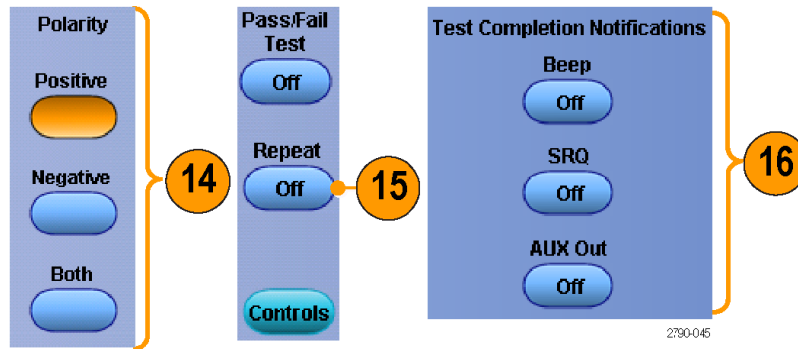 Polarity
Positive
Negative
Both
14
Pass/Fail
Test
Off
Repeat
Off
Controls
15
Test Completion Notifications
Beep
Off
SRQ
Off
AUX Out
Off
16
2790-045